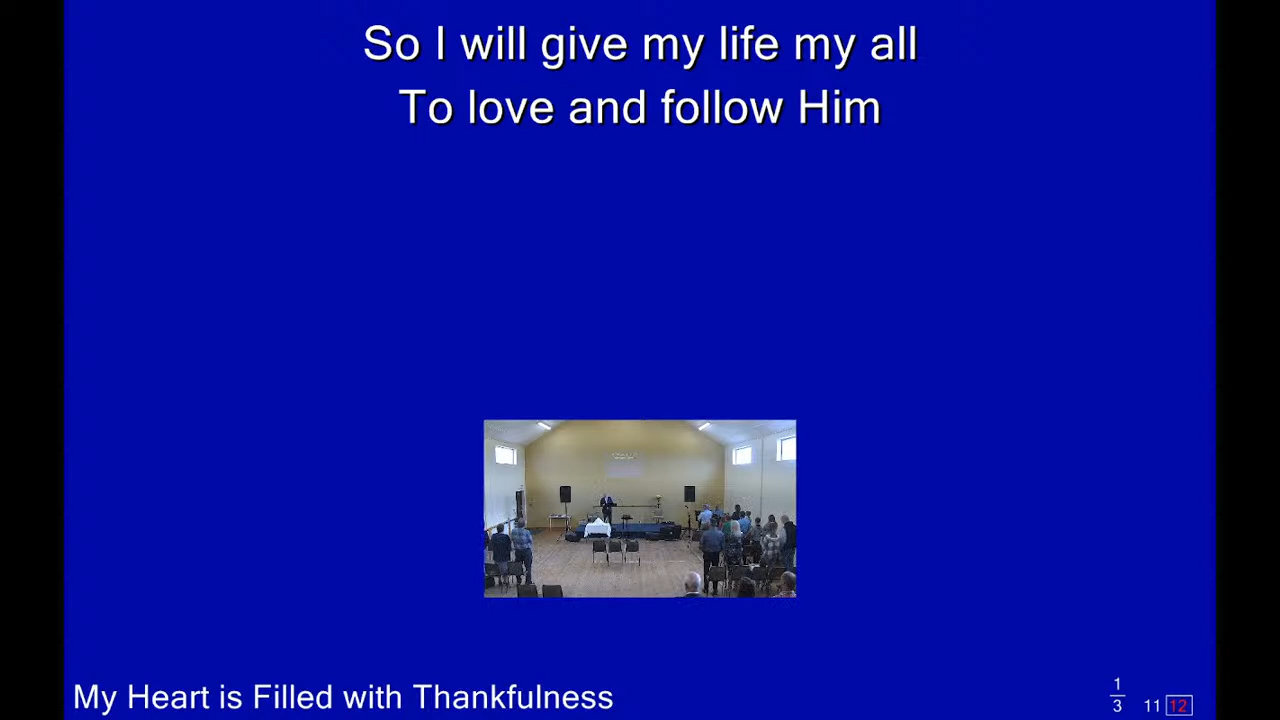 So I will give my life my all
To love and follow Him
My Heart is Filled with Thankfulness
1
3
11 12